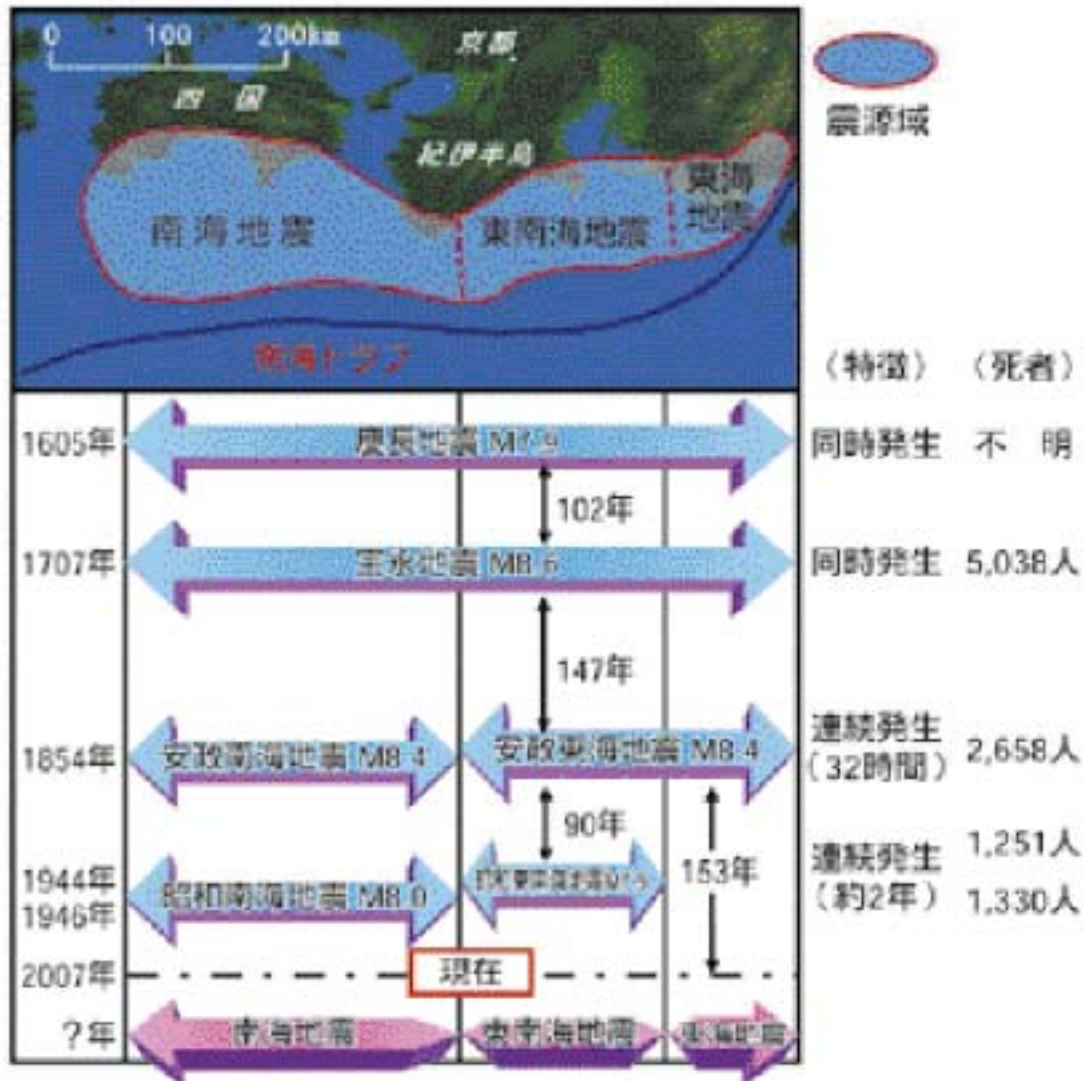 0 100 200km
京都
四国
紀伊半島
震源域
南海地震
東南海地震
東海
地震
南海トラフ
(特徴) (死者)
1605年 慶長地震 M7.9 同時発生 不明
102年
1707年 宝永地震 M8.6 同時発生 5,038人
147年
1854年 安政南海地震 M8.4 安政東海地震 M8.4 連続発生
(32時間) 2,658人
90年
153年
1944年 連続発生 1,251人
1946年 昭和南海地震 M8.0 (約2年) 1,330人
2007年 現在
?年 南海地震 東南海地震 東海地震